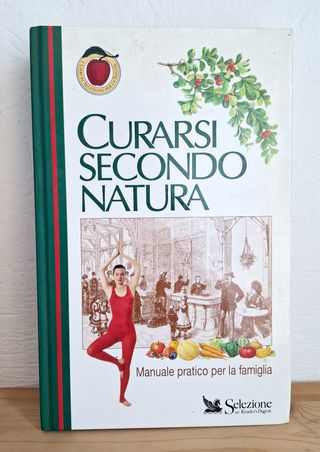 CURARSI
SECONDO
NATURA
Manuale pratico per la famiglia
Selezione
dal Reader's Digest